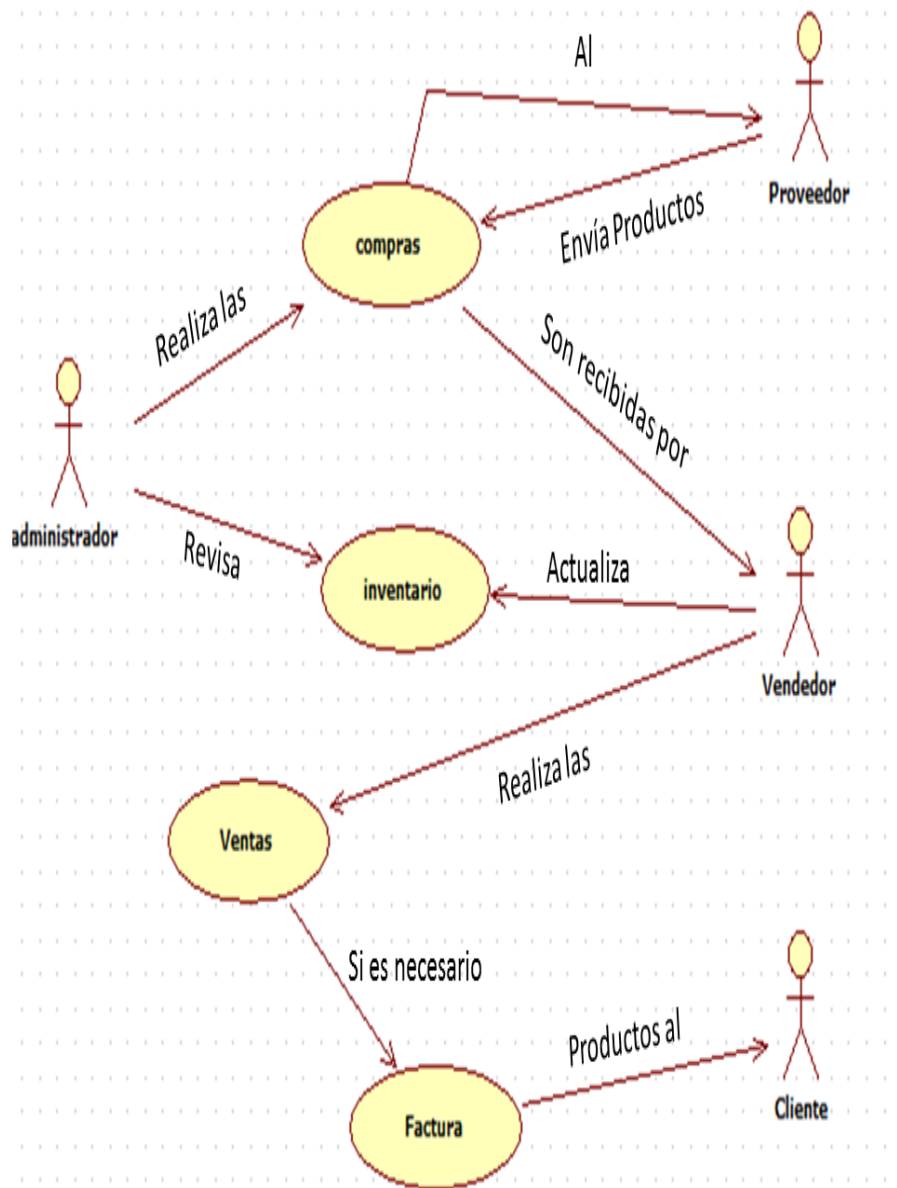 Al
Proveedor
Envía Productos
compras
Realiza las
Son recibidas por
administrador
Revisa
inventario
Actualiza
Vendedor
Realiza las
Ventas
Si es necesario
Productos al
Factura
Cliente